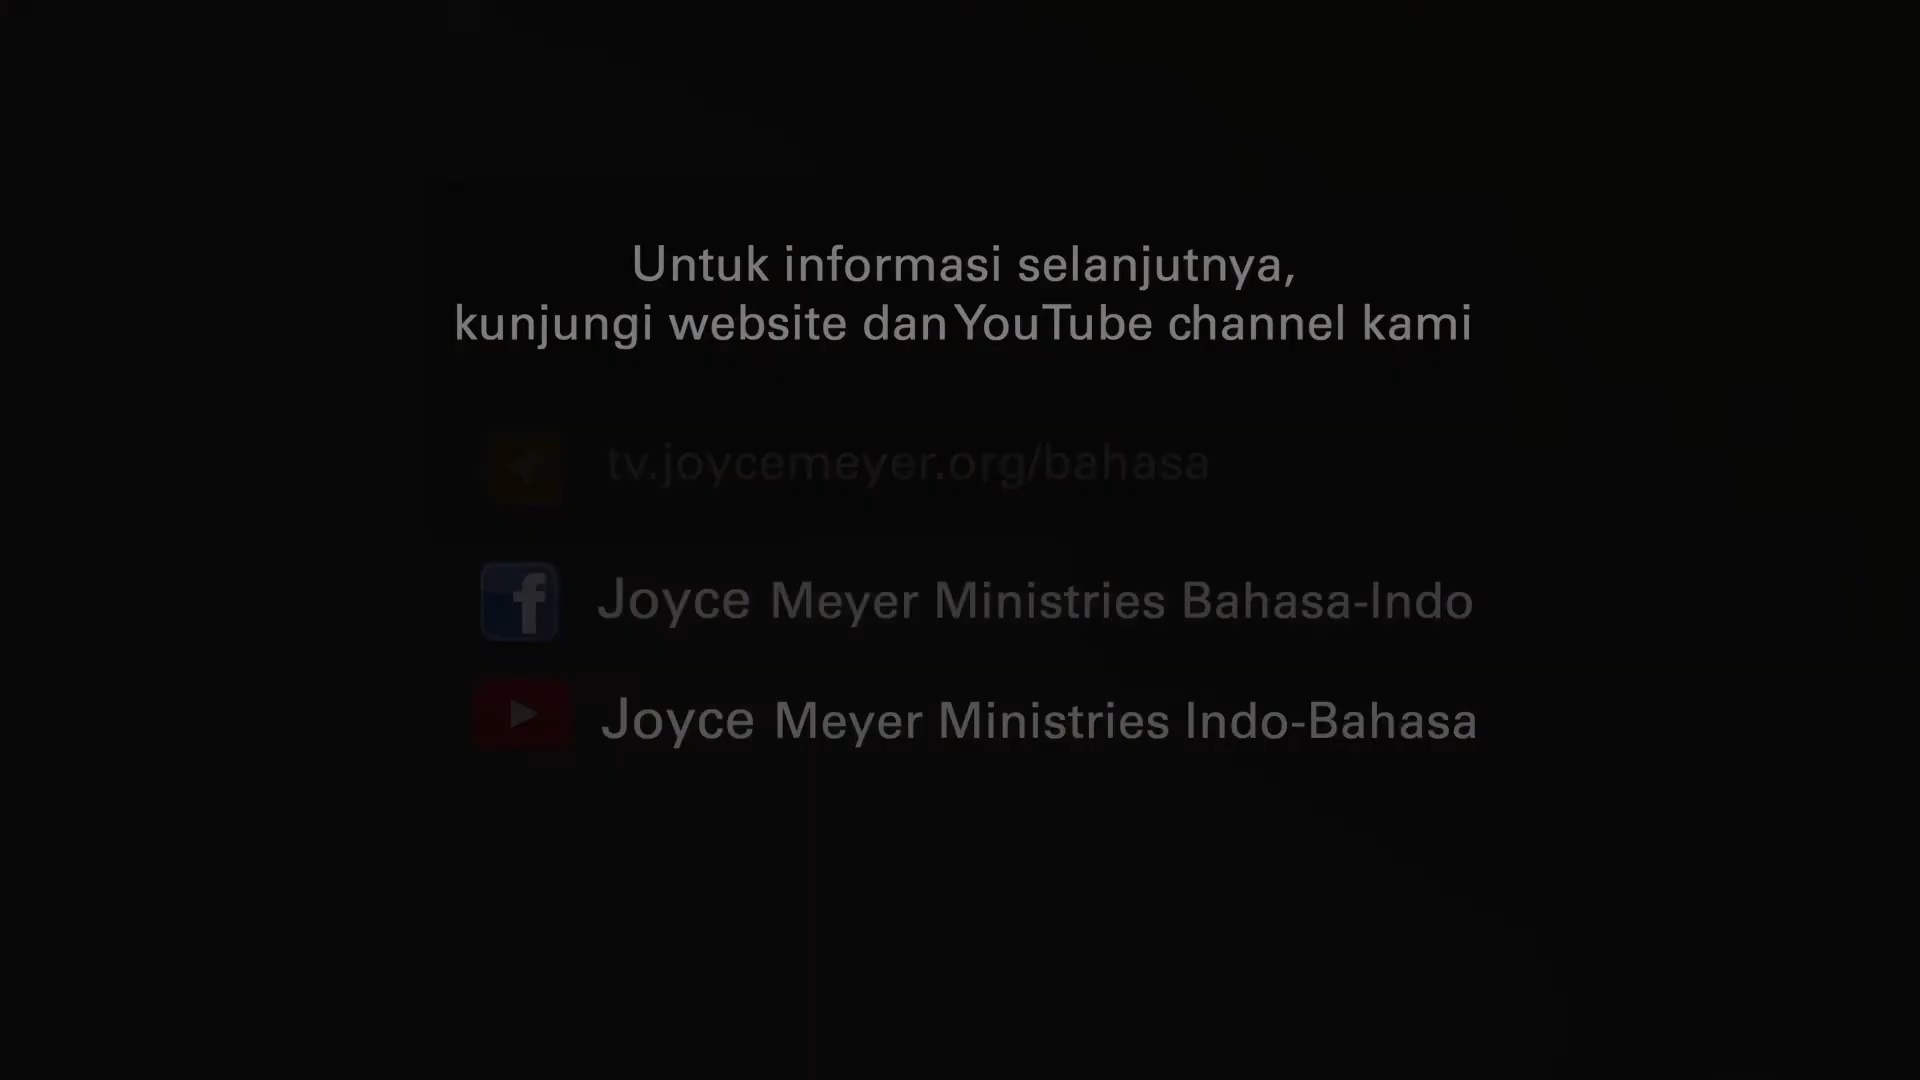 Untuk informasi selanjutnya,
kunjungi website dan YouTube channel kami
tv.joycemeyer.org/bahasa
Joyce Meyer Ministries Bahasa-Indo
Joyce Meyer Ministries Indo-Bahasa